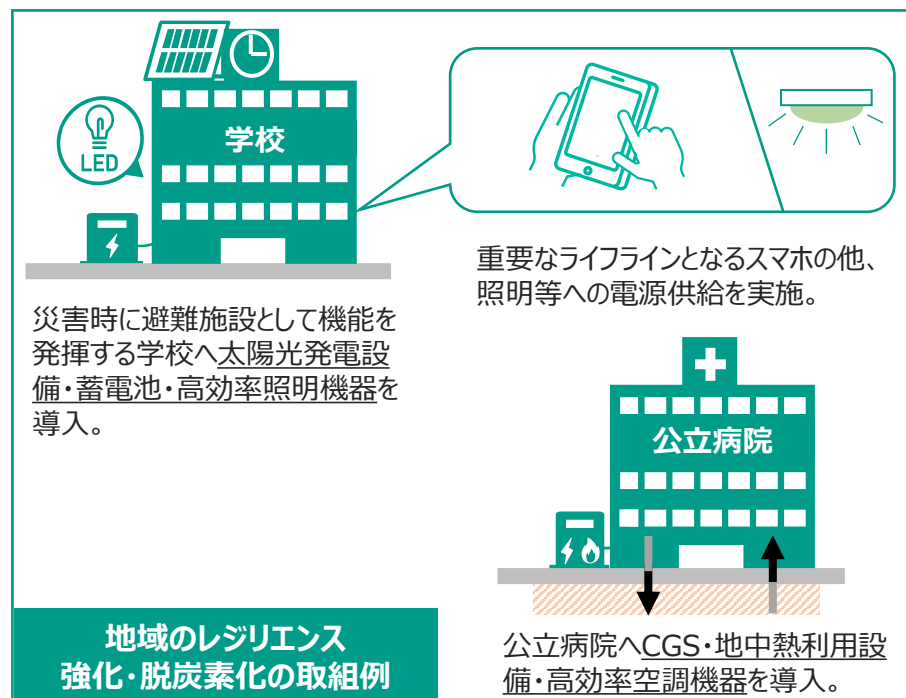 学校
LED
重要なライフラインとなるスマホの他、
照明等への電源供給を実施。
災害時に避難施設として機能を
発揮する学校へ太陽光発電設
備・蓄電池・高効率照明機器を
導入。
公立病院
地域のレジリエンス
強化・脱炭素化の取組例
公立病院へCGS・地中熱利用設
備・高効率空調機器を導入。